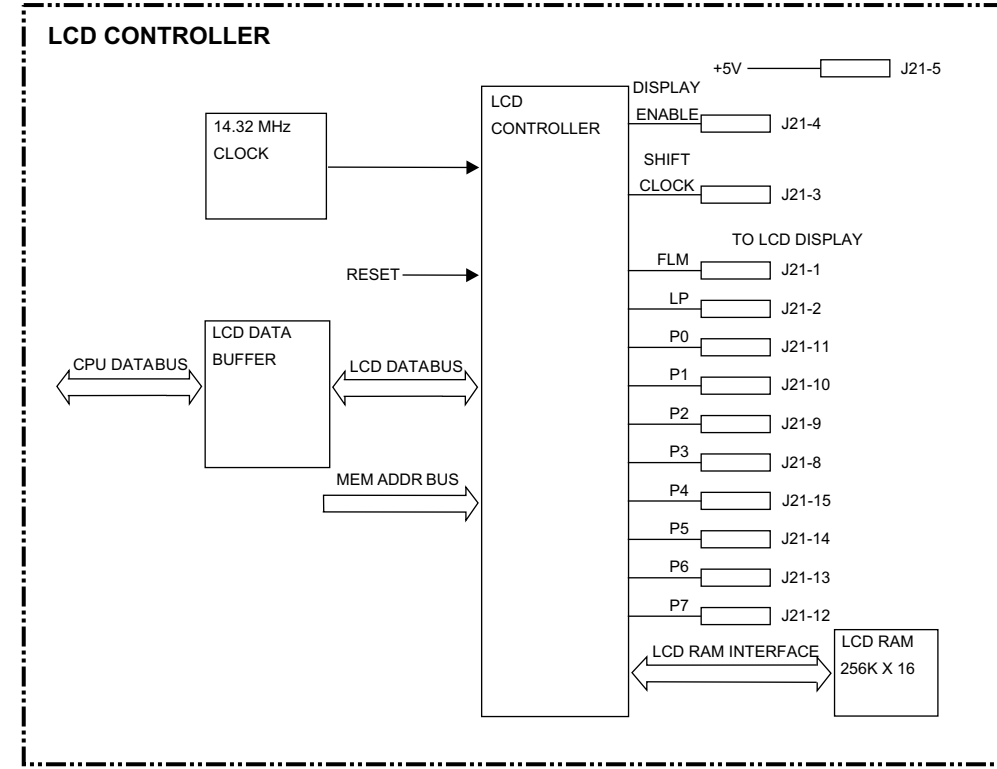 LCD CONTROLLER
+5V
J21-5
DISPLAY
ENABLE
J21-4
LCD
CONTROLLER
14.32 MHz
CLOCK
SHIFT
CLOCK
J21-3
TO LCD DISPLAY
RESET
FLM
J21-1
LP
J21-2
LCD DATA
BUFFER
CPU DATABUS
LCD DATABUS
P0
J21-11
P1
J21-10
P2
J21-9
P3
J21-8
MEM ADDR BUS
P4
J21-15
P5
J21-14
P6
J21-13
P7
J21-12
LCD RAM INTERFACE
LCD RAM
256K X 16